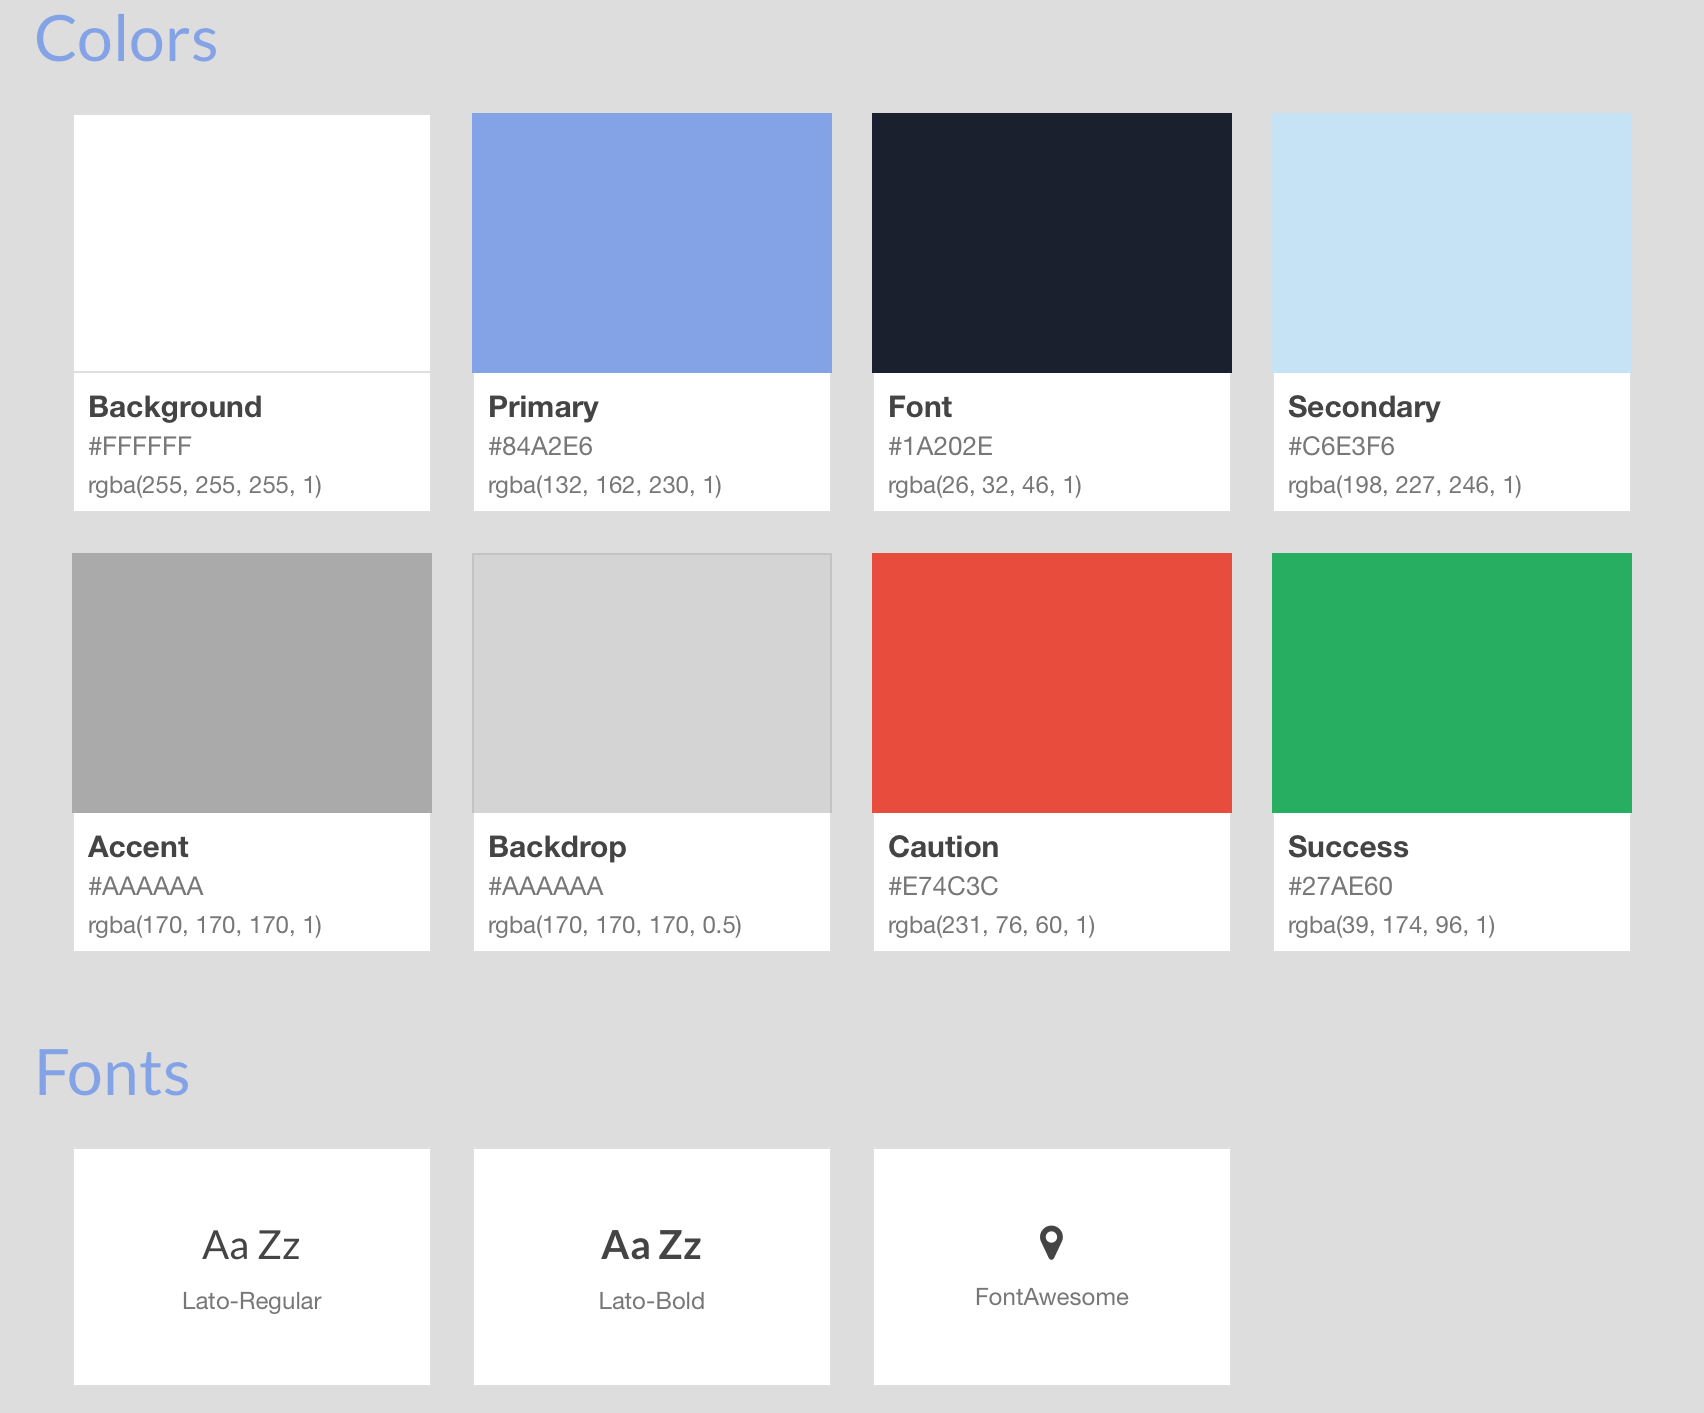 Colors
Background
#FFFFFF
rgba(255, 255, 255, 1)
Primary
#84A2E6
rgba(132, 162, 230, 1)
Font
#1A202E
rgba(26, 32, 46, 1)
Secondary
#C6E3F6
rgba(198, 227, 246, 1)
Accent
#AAAAAA
rgba(170, 170, 170, 1)
Backdrop
#AAAAAA
rgba(170, 170, 170, 0.5)
Caution
#E74C3C
rgba(231, 76, 60, 1)
Success
#27AE60
rgba(39, 174, 96, 1)
Fonts
Aa Zz
Lato-Regular
Aa Zz
Lato-Bold
FontAwesome